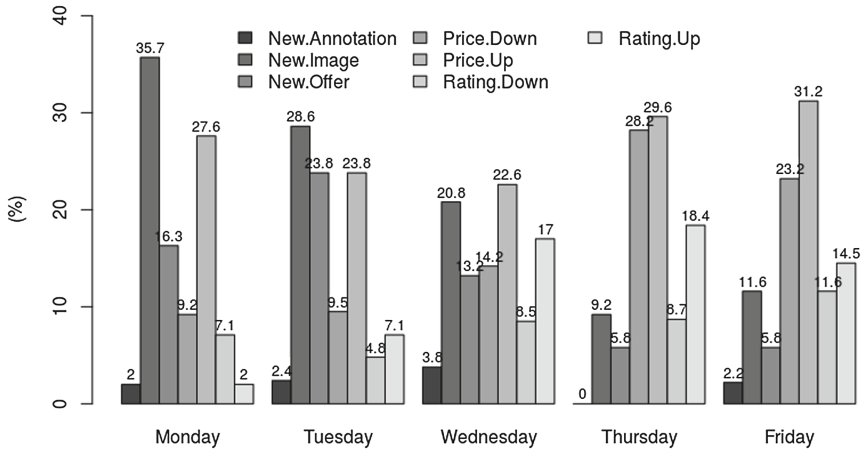 40
30
20
10
0
(%)
New.Annotation
New.Image
New.Offer
Price.Down
Price.Up
Rating.Down
Rating.Up
2 35.7 16.3 9.2 27.6 7.1 2
2.4 28.6 23.8 9.5 23.8 4.8 7.1
3.8 20.8 13.2 14.2 22.6 8.5 17
0 9.2 5.8 28.2 29.6 8.7 18.4
2.2 11.6 5.8 23.2 31.2 11.6 14.5
Monday Tuesday Wednesday Thursday Friday